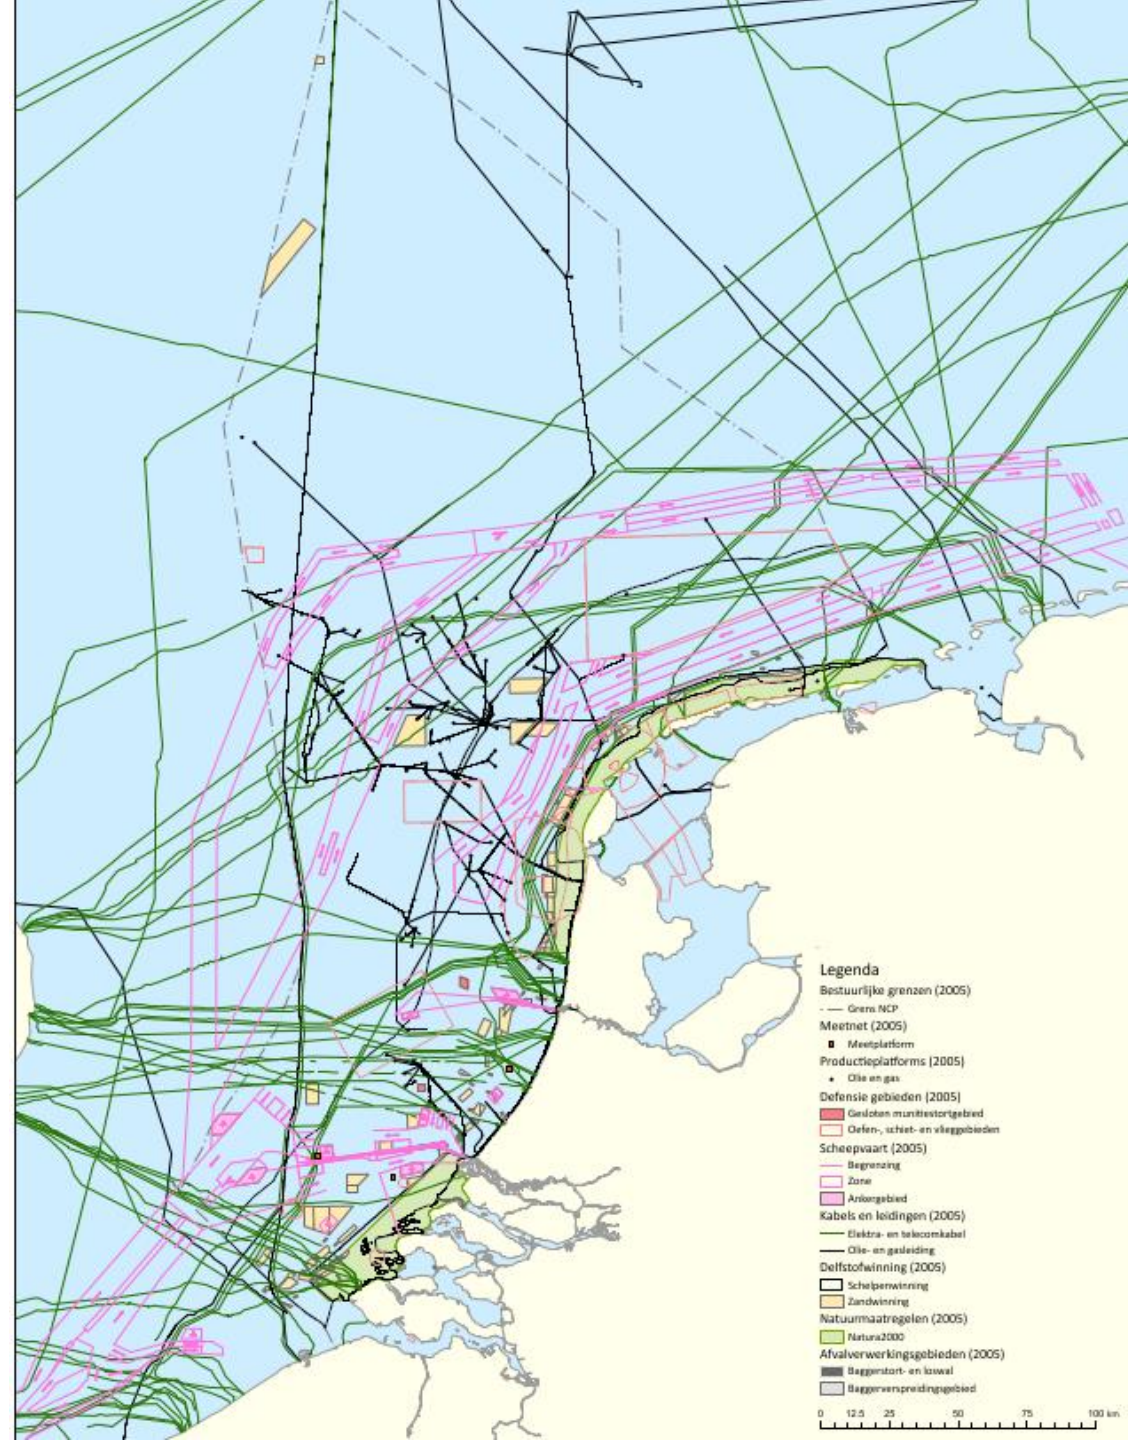 Legenda
Bestuurlijke grenzen (2005)
Grens NCP
Meetnet (2005)
Meetplatform
Productieplatforms (2005)
Olie en gas
Defensie gebieden (2005)
Gesloten munitiestortgebied
Oefen-, schiet- en vlieggebieden
Scheepvaart (2005)
Begrenzing
Zone
Ankergebied
Kabels en leidingen (2005)
Elektra- en telecomkabel
Olie- en gasleiding
Delfstofwinning (2005)
Schelpenwinning
Zandwinning
Natuurmaatregelen (2005)
Natura2000
Afvalverwerkingsgebieden (2005)
Baggerstort- en loswal
Baggerverspreidingsgebied
0 12.5 25 50 75 100 km